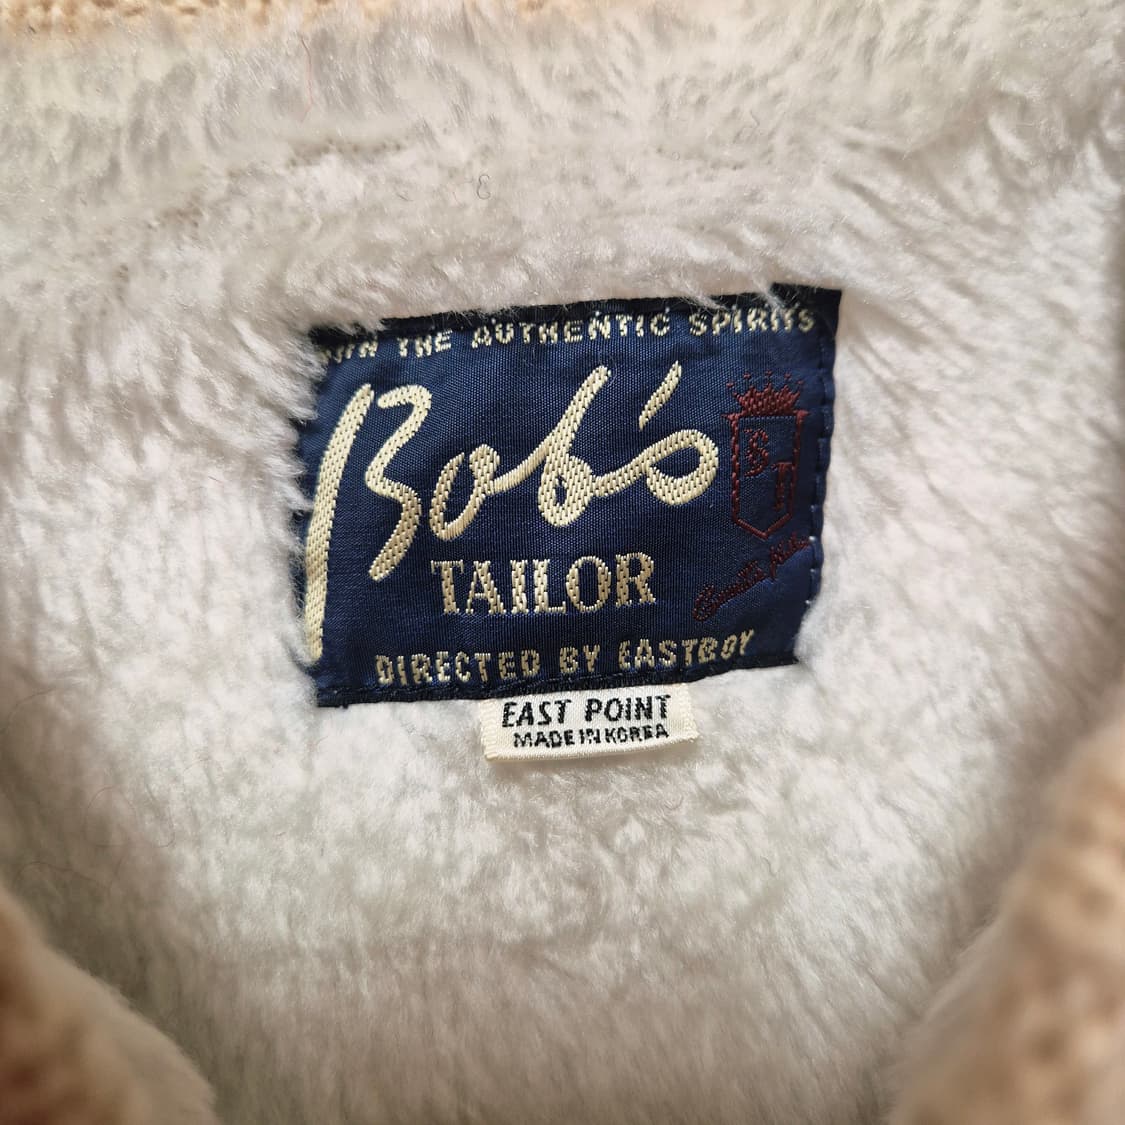 THE AUTHENTIC SPIRITS
Bob's
TAILOR
DIRECTED BY EASTBOY
EAST POINT
MADE IN KOREA